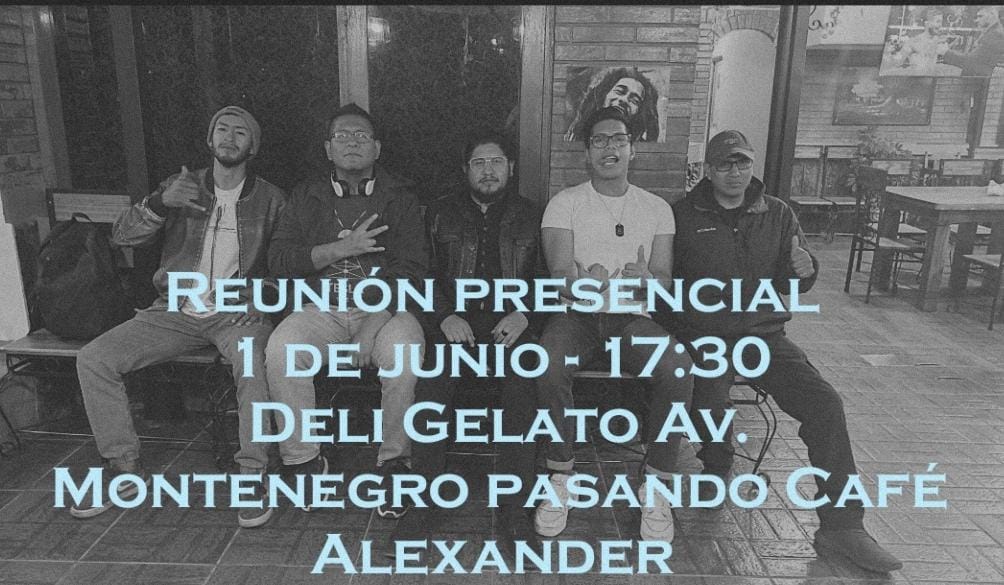 Reunión presencial
1 de junio - 17:30
Deli Gelato Av.
Montenegro pasando Café
Alexander